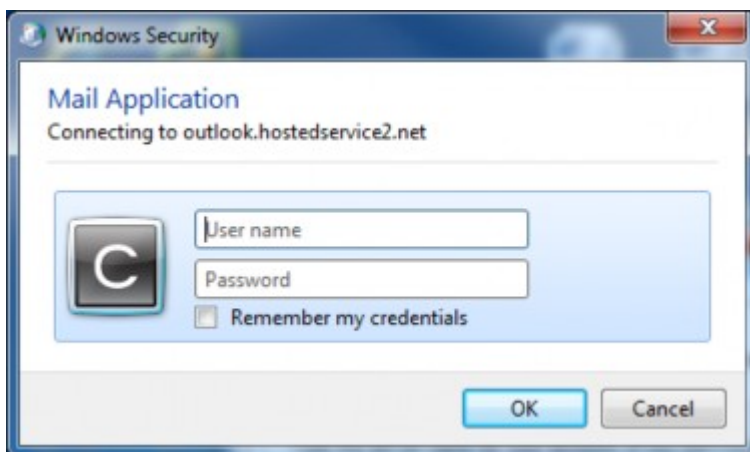 Windows Security
Mail Application
Connecting to outlook.hostedservice2.net
C
User name
Password
Remember my credentials
OK
Cancel